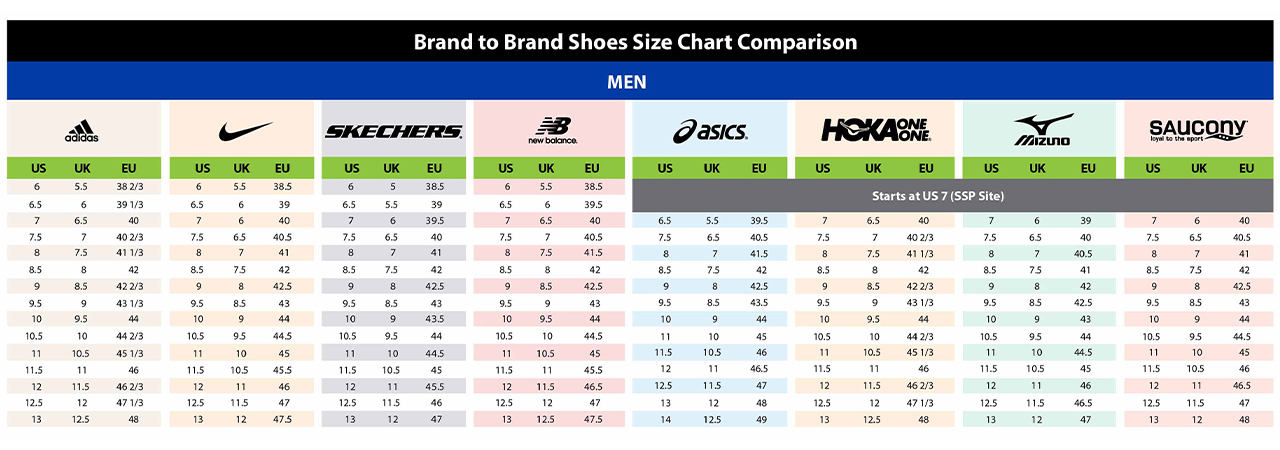 Brand to Brand Shoes Size Chart Comparison
MEN
adidas SKECHERS new balance. asics. HOKA ONE ONE. MIZUNO SAUCONY loyal to the sport
US UK EU US UK EU US UK EU US UK EU US UK EU US UK EU US UK EU US UK EU
6 5.5 38 2/3 6 5.5 38.5 6 5 38.5 6 5.5 38.5
Starts at US 7 (SSP Site)
6.5 6 39 1/3 6.5 6 39 6.5 5.5 39 6.5 6 39.5
7 6.5 40 7 6 40 7 6 39.5 7 6.5 40 6.5 5.5 39.5 7 6.5 40 7 6 39 7 6 40
7.5 7 40 2/3 7.5 6.5 40.5 7.5 6.5 40 7.5 7 40.5 7.5 6.5 40.5 7.5 7 40 2/3 7.5 6.5 40 7.5 6.5 40.5
8 7.5 41 1/3 8 7 41 8 7 41 8 7.5 41.5 8 7 41.5 8 7.5 41 1/3 8 7 40.5 8 7 41
8.5 8 42 8.5 7.5 42 8.5 7.5 42 8.5 8 42 8.5 7.5 42 8.5 8 42 8.5 7.5 41 8.5 7.5 42
9 8.5 42 2/3 9 8 42.5 9 8 42.5 9 8.5 42.5 9 8 42.5 9 8.5 42 2/3 9 8 42 9 8 42.5
9.5 9 43 1/3 9.5 8.5 43 9.5 8.5 43 9.5 9 43 9.5 8.5 43.5 9.5 9 43 1/3 9.5 8.5 42.5 9.5 8.5 43
10 9.5 44 10 9 44 10 9 43.5 10 9.5 44 10 9 44 10 9.5 44 10 9 43 10 9 44
10.5 10 44 2/3 10.5 9.5 44.5 10.5 9.5 44 10.5 10 44.5 11 10 45 10.5 10 44 2/3 10.5 9.5 44 10.5 9.5 44.5
11 10.5 45 1/3 11 10 45 11 10 44.5 11 10.5 45 11.5 10.5 46 11 10.5 45 1/3 11 10 44.5 11 10 45
11.5 11 46 11.5 10.5 45.5 11.5 10.5 45 11.5 11 45.5 12 11 46.5 11.5 11 46 11.5 10.5 45 11.5 10.5 46
12 11.5 46 2/3 12 11 46 12 11 45.5 12 11.5 46.5 12.5 11.5 47 12 11.5 46 2/3 12 11 46 12 11 46.5
12.5 12 47 1/3 12.5 11.5 47 12.5 11.5 46 12.5 12 47 13 12 48 12.5 12 47 1/3 12.5 11.5 46.5 12.5 11.5 47
13 12.5 48 13 12 47.5 13 12 47 13 12.5 47.5 14 12.5 49 13 12.5 48 13 12 47 13 12 48